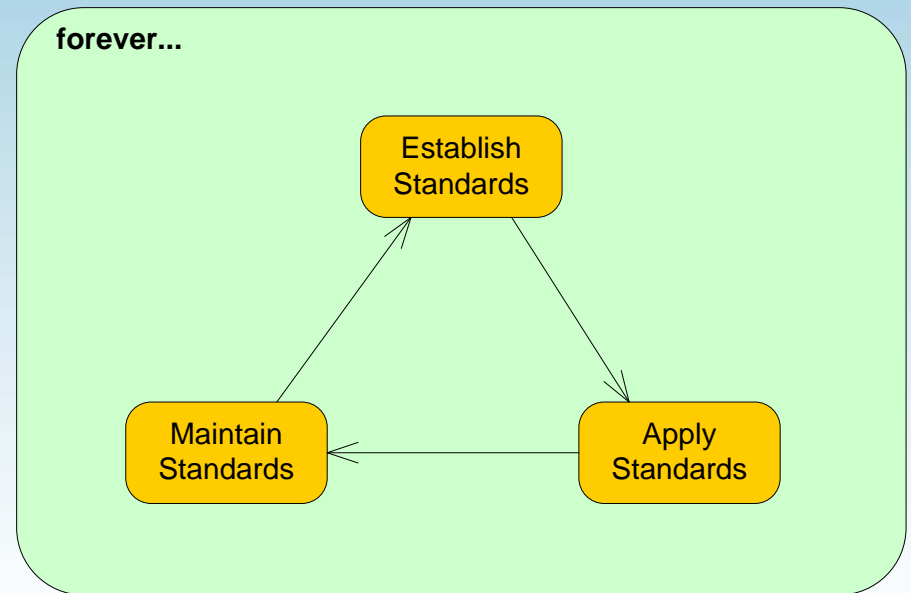 forever...
Establish
Standards
Maintain
Standards
Apply
Standards